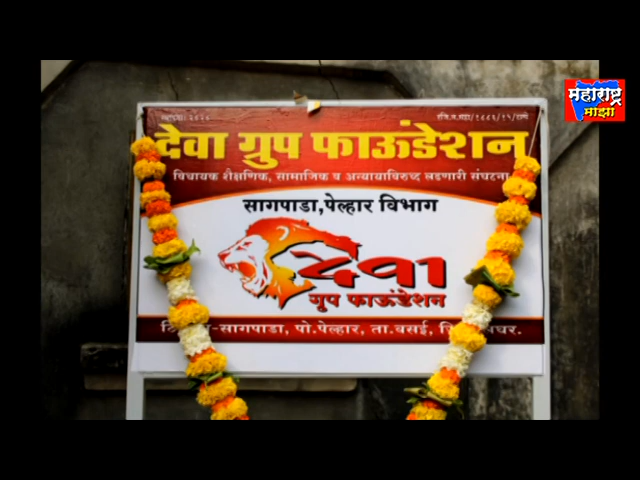 महाराष्ट्र
माझा
देवा ग्रुप फाऊंडेशन
विधायक शैक्षणिक, सामाजिक व अन्यायाविरुध्द लढणारी संघटना
सागपाडा,पेल्हार विभाग
देवा
ग्रुप फाऊंडेशन
सागपाडा, पो.पेल्हार, ता.वसई,